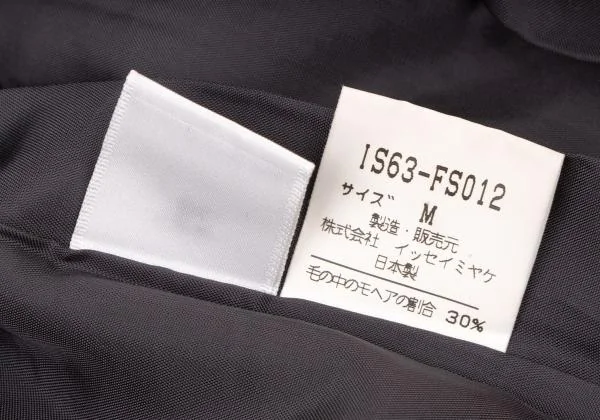 IS63-FS012
サイズ M
製造・販売元
株式会社 イッセイミヤケ
日本製
毛の中のモヘアの割合 30%